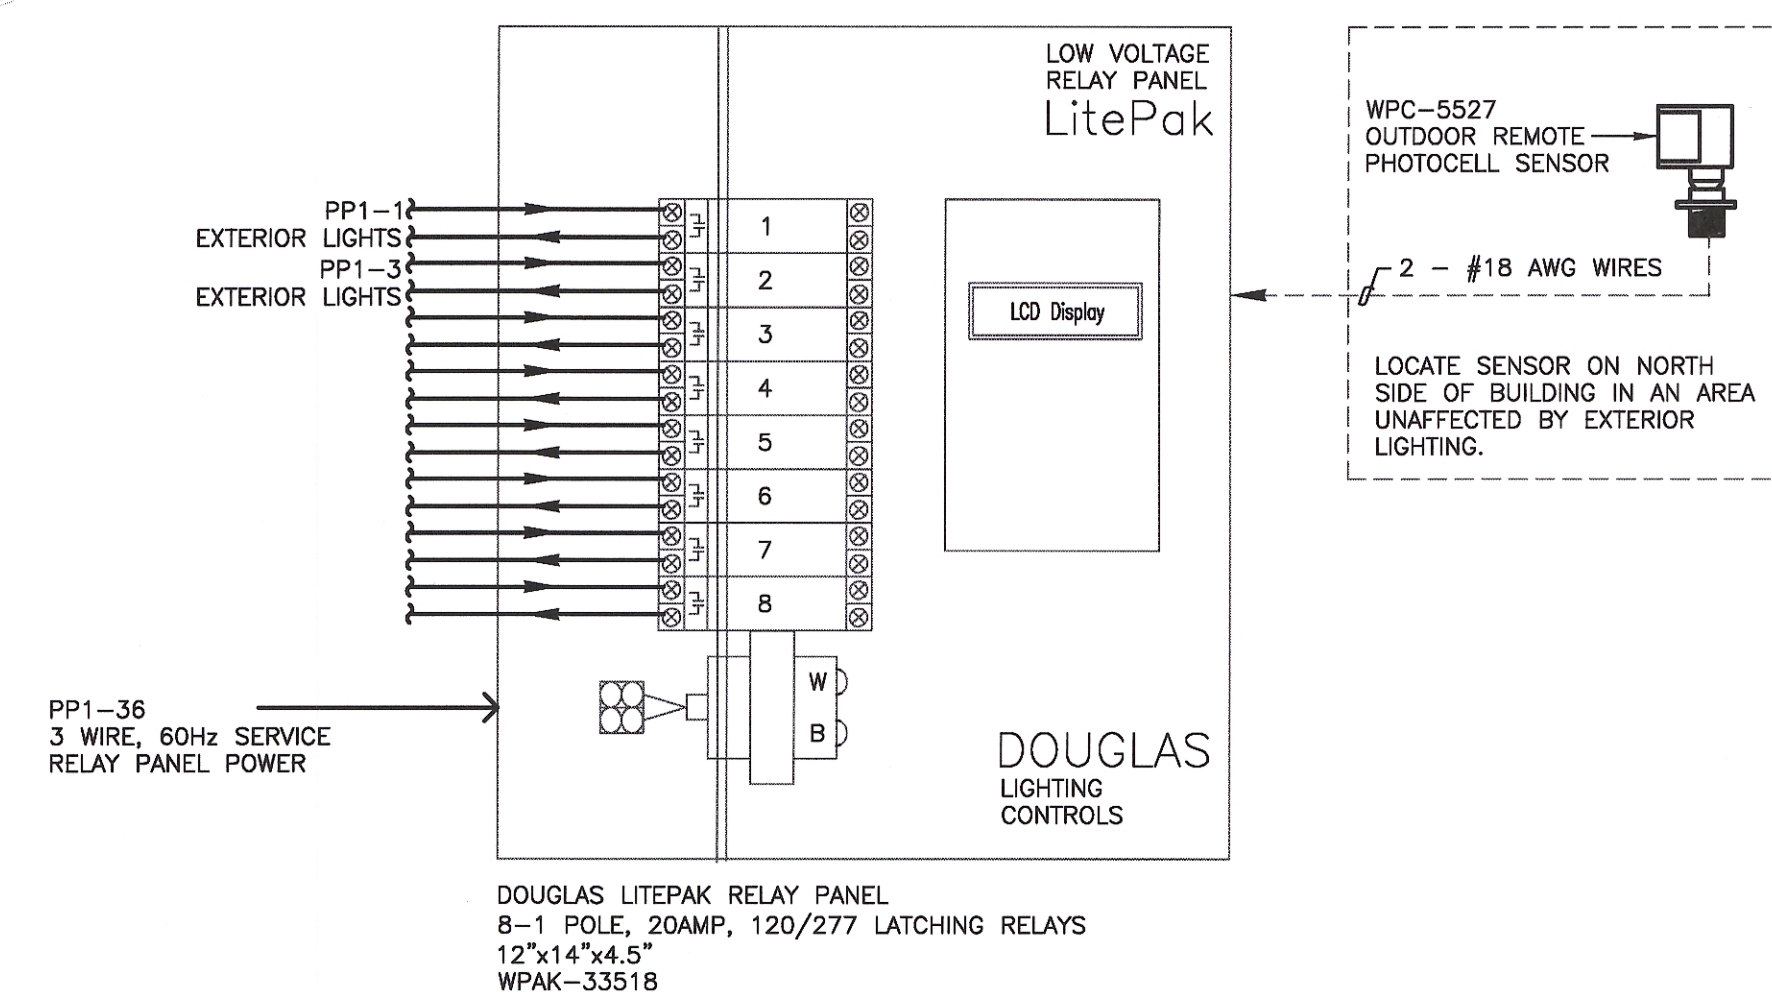 LOW VOLTAGE
RELAY PANEL
LitePak
WPC-5527
OUTDOOR REMOTE
PHOTOCELL SENSOR
PP1-1
EXTERIOR LIGHTS
PP1-3
EXTERIOR LIGHTS
1
2
3
4
5
6
7
8
LCD Display
2 - #18 AWG WIRES
LOCATE SENSOR ON NORTH
SIDE OF BUILDING IN AN AREA
UNAFFECTED BY EXTERIOR
LIGHTING.
W
B
PP1-36
3 WIRE, 60Hz SERVICE
RELAY PANEL POWER
DOUGLAS
LIGHTING
CONTROLS
DOUGLAS LITEPAK RELAY PANEL
8-1 POLE, 20AMP, 120/277 LATCHING RELAYS
12"x14"x4.5"
WPAK-33518